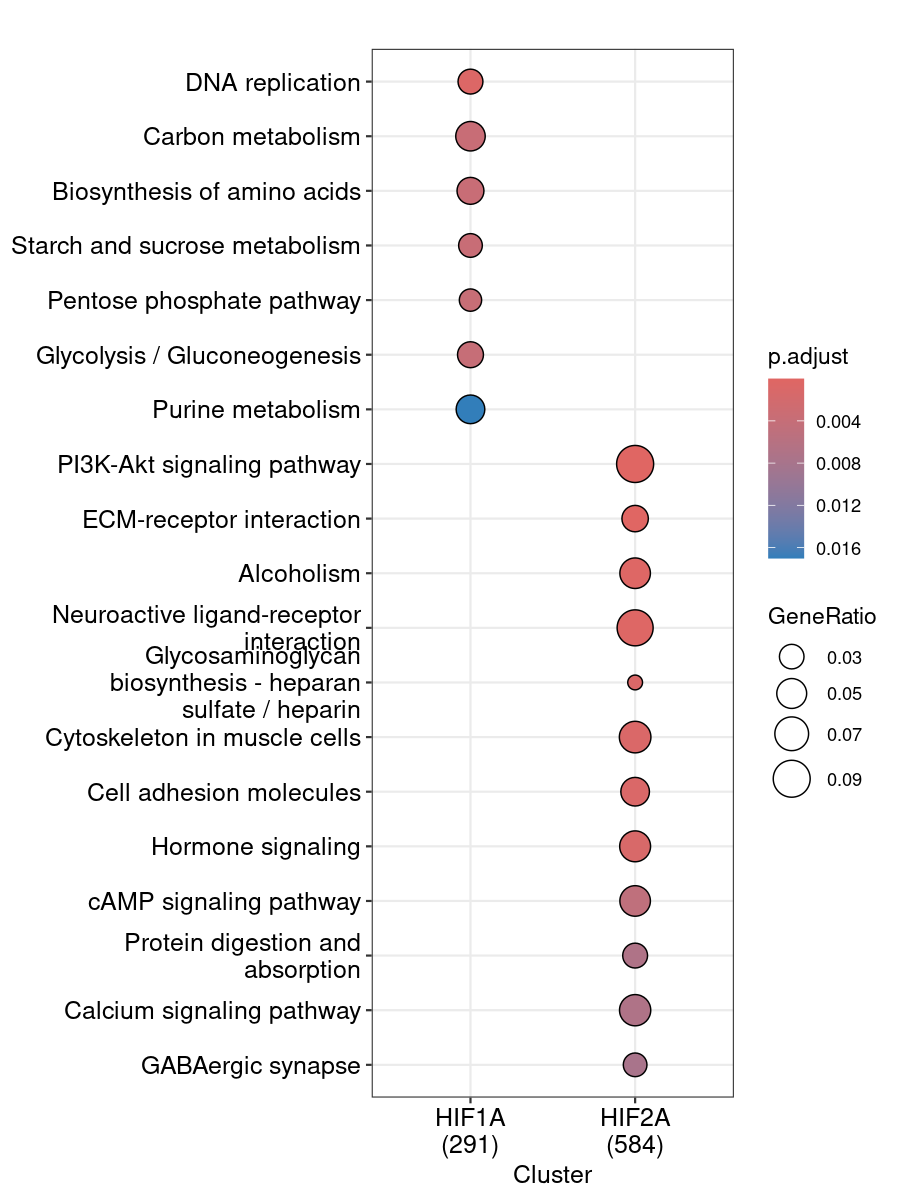 DNA replication
Carbon metabolism
Biosynthesis of amino acids
Starch and sucrose metabolism
Pentose phosphate pathway
Glycolysis / Gluconeogenesis
Purine metabolism
PI3K-Akt signaling pathway
ECM-receptor interaction
Alcoholism
Neuroactive ligand-receptor
interaction
Glycosaminoglycan
biosynthesis - heparan
sulfate / heparin
Cytoskeleton in muscle cells
Cell adhesion molecules
Hormone signaling
cAMP signaling pathway
Protein digestion and
absorption
Calcium signaling pathway
GABAergic synapse
HIF1A
(291)
HIF2A
(584)
Cluster
p.adjust
0.004
0.008
0.012
0.016
GeneRatio
0.03
0.05
0.07
0.09